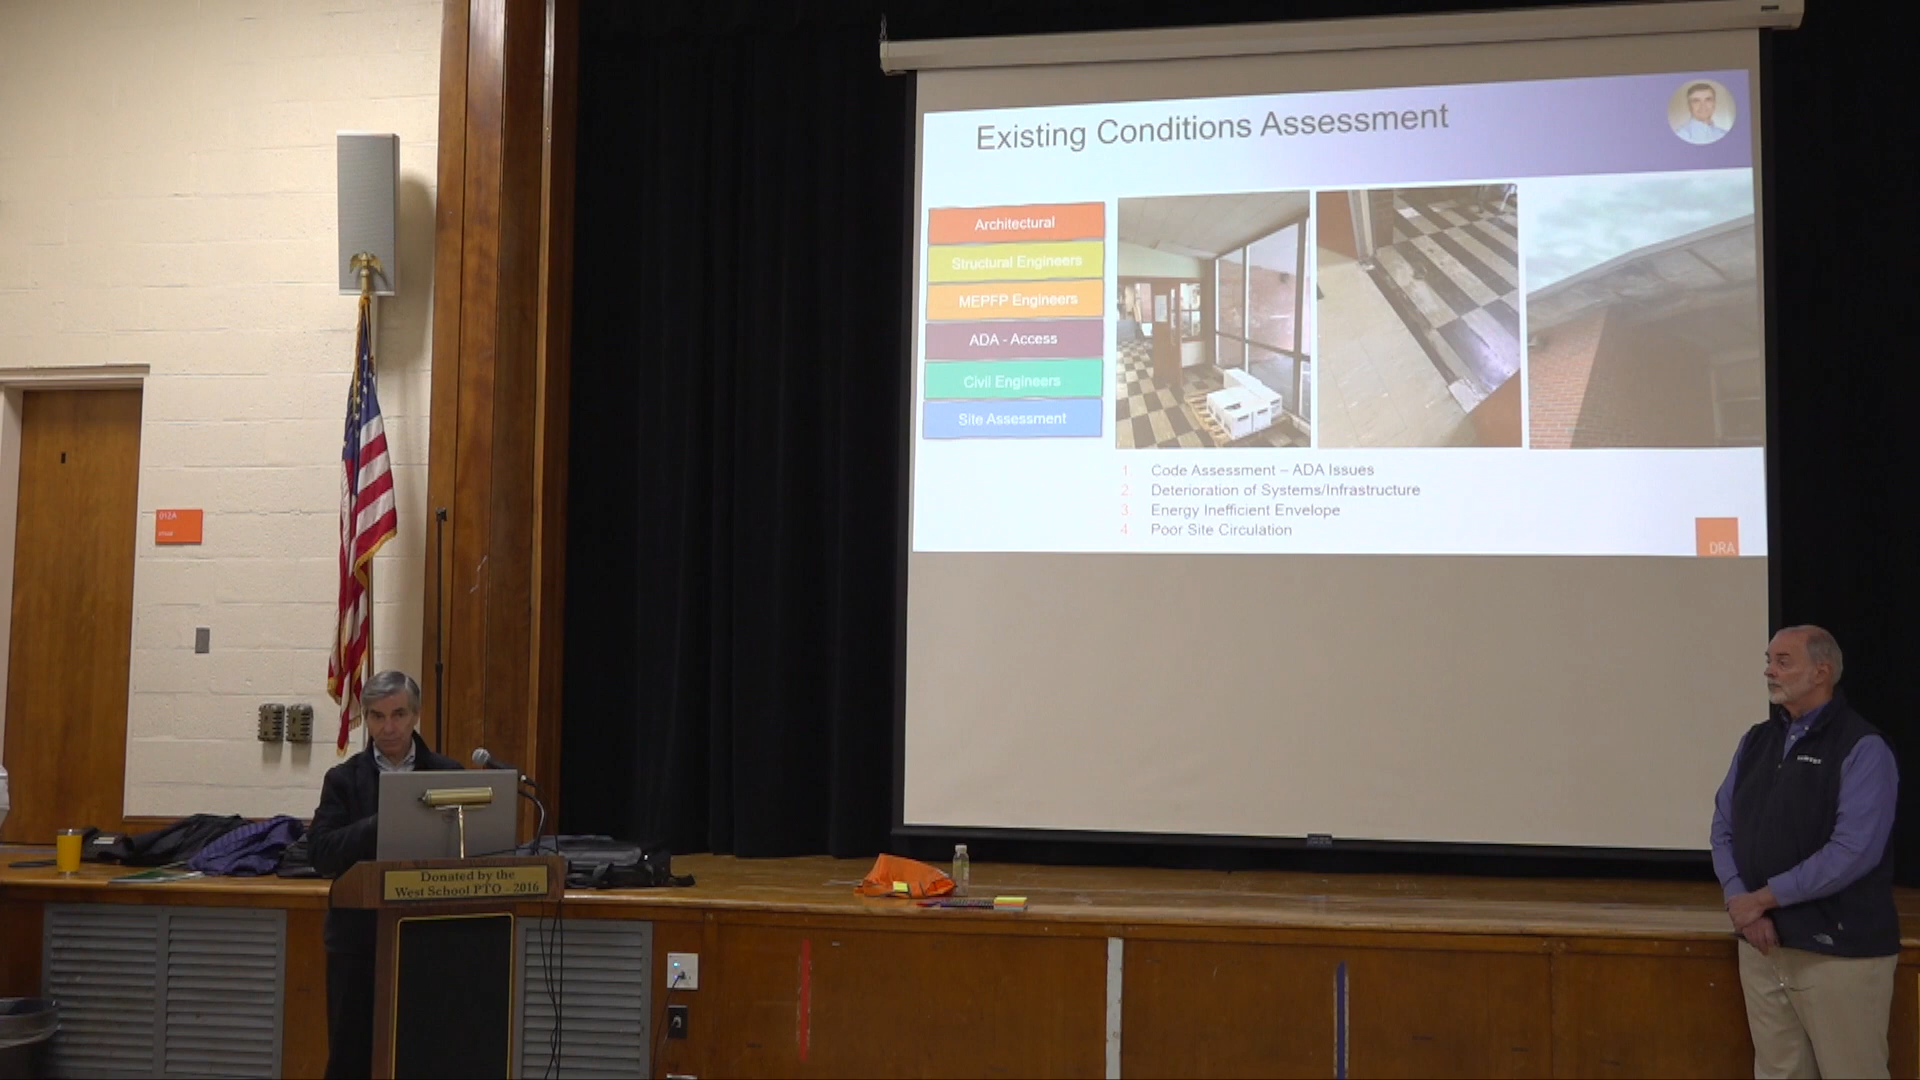 Existing Conditions Assessment
Architectural
Structural Engineers
MEPFP Engineers
ADA - Access
Civil Engineers
Site Assessment
1. Code Assessment – ADA Issues
2. Deterioration of Systems/Infrastructure
3. Energy Inefficient Envelope
4. Poor Site Circulation
DRA
012A
Donated by the
West School PTO - 2016